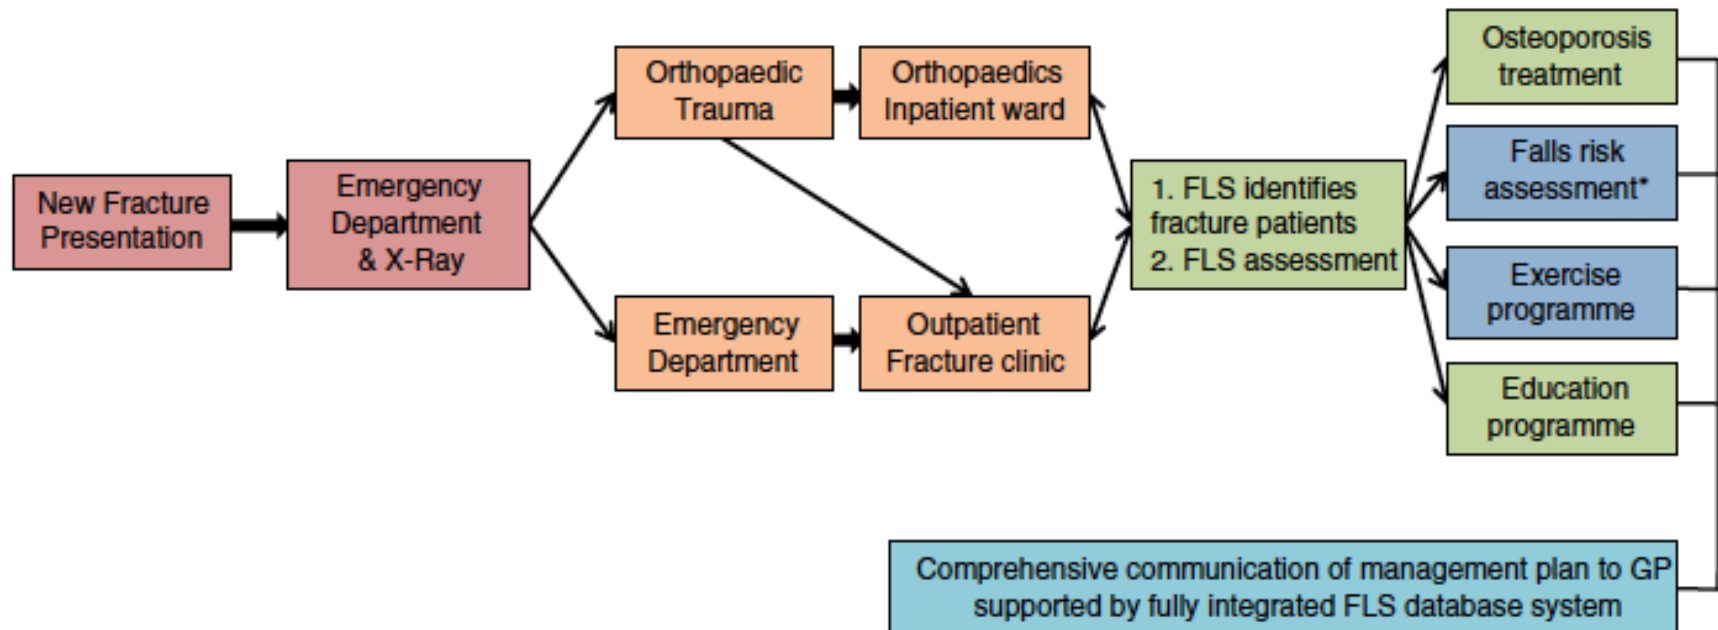 New Fracture
Presentation
Emergency
Department
& X-Ray
Orthopaedic
Trauma
Orthopaedics
Inpatient ward
Emergency
Department
Outpatient
Fracture clinic
1. FLS identifies
fracture patients
2. FLS assessment
Osteoporosis
treatment
Falls risk
assessment*
Exercise
programme
Education
programme
Comprehensive communication of management plan to GP
supported by fully integrated FLS database system